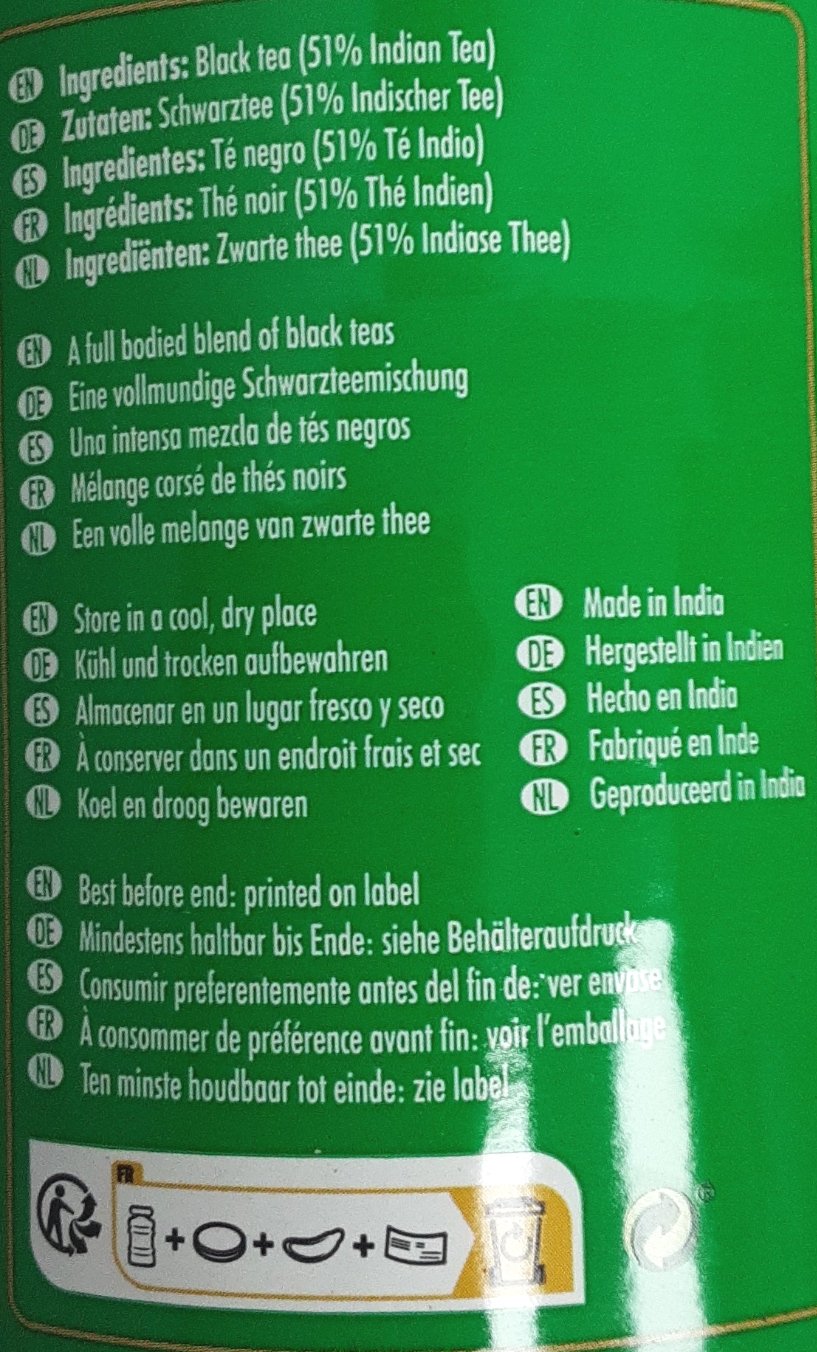 EN Ingredients: Black tea (51% Indian Tea)
DE Zutaten: Schwarztee (51% Indischer Tee)
ES Ingredientes: Té negro (51% Té Indio)
FR Ingrédients: Thé noir (51% Thé Indien)
NL Ingrediënten: Zwarte thee (51% Indiase Thee)
EN A full bodied blend of black teas
DE Eine vollmundige Schwarzteemischung
ES Una intensa mezcla de tés negros
FR Mélange corsé de thés noirs
NL Een volle melange van zwarte thee
EN Store in a cool, dry place
DE Kühl und trocken aufbewahren
ES Almacenar en un lugar fresco y seco
FR À conserver dans un endroit frais et sec
NL Koel en droog bewaren
EN Made in India
DE Hergestellt in Indien
ES Hecho en India
FR Fabriqué en Inde
NL Geproduceerd in India
EN Best before end: printed on label
DE Mindestens haltbar bis Ende: siehe Behälteraufdruck
ES Consumir preferentemente antes del fin de: ver envase
FR À consommer de préférence avant fin: voir l'emballage
NL Ten minste houdbaar tot einde: zie label
FR
+ + +
®